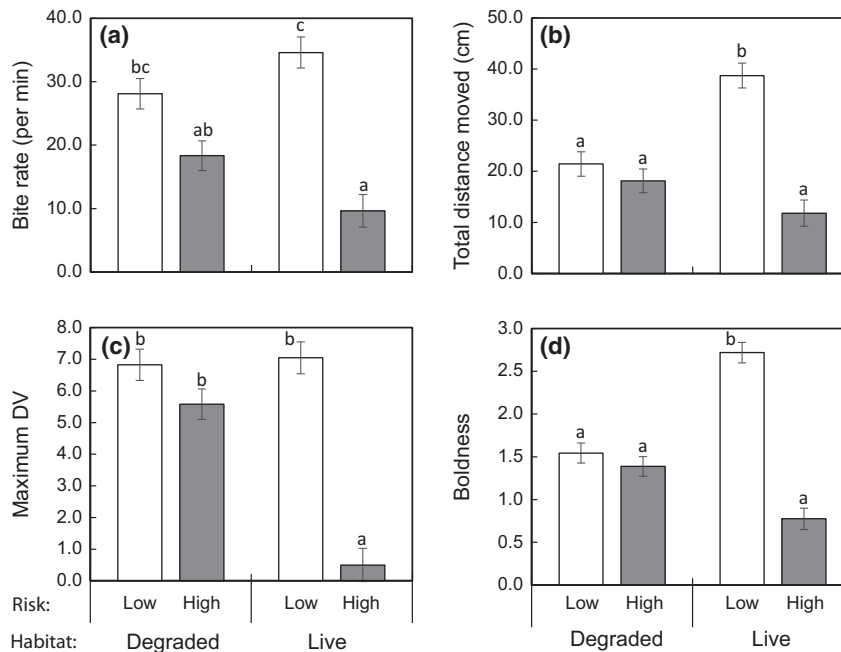 (a)
Bite rate (per min)
40.0
30.0
20.0
10.0
0.0
bc
ab
c
a
(b)
Total distance moved (cm)
50.0
40.0
30.0
20.0
10.0
0.0
a
a
b
a
(c)
Maximum DV
8.0
7.0
6.0
5.0
4.0
3.0
2.0
1.0
0.0
b
b
b
a
(d)
Boldness
3.0
2.5
2.0
1.5
1.0
0.5
0.0
a
a
b
a
Risk: Low High Low High
Habitat: Degraded Live
Low High Low High
Degraded Live